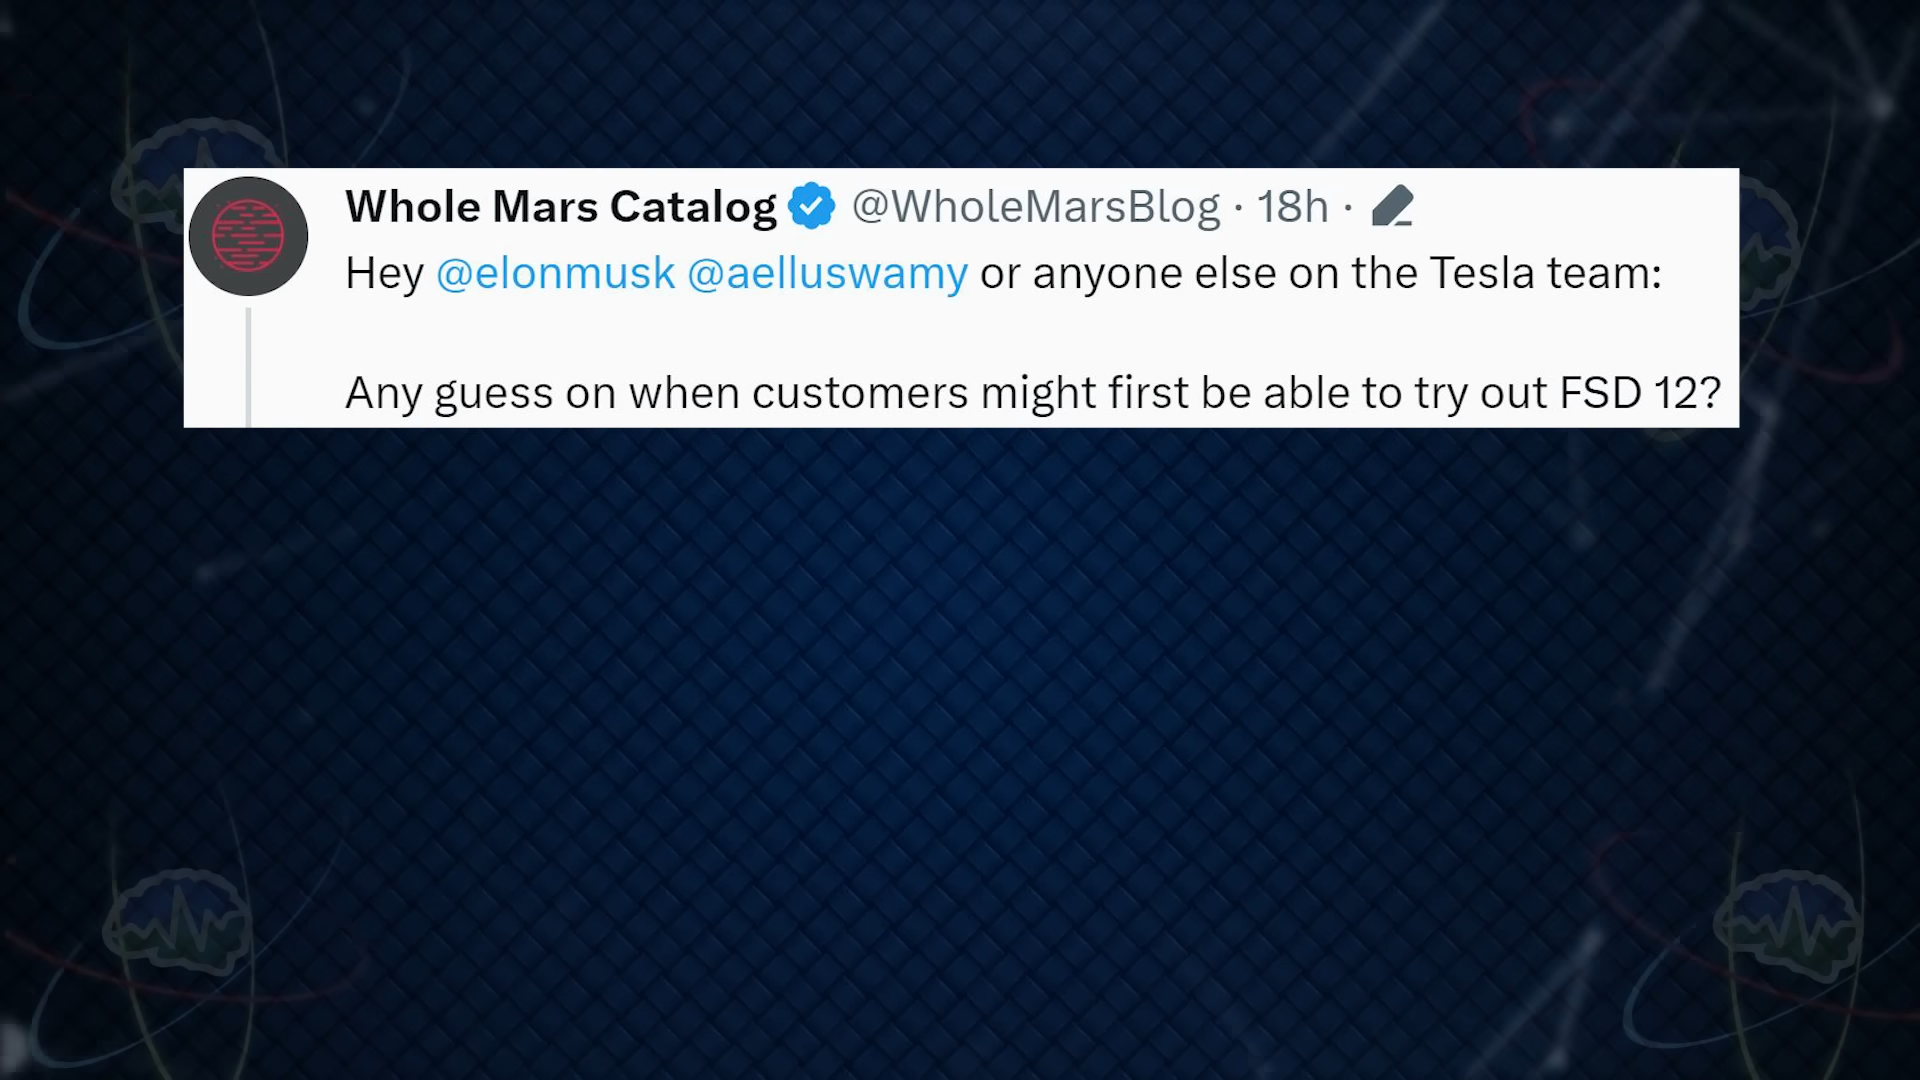 Whole Mars Catalog @WholeMarsBlog · 18h ·
Hey @elonmusk @aelluswamy or anyone else on the Tesla team:
Any guess on when customers might first be able to try out FSD 12?